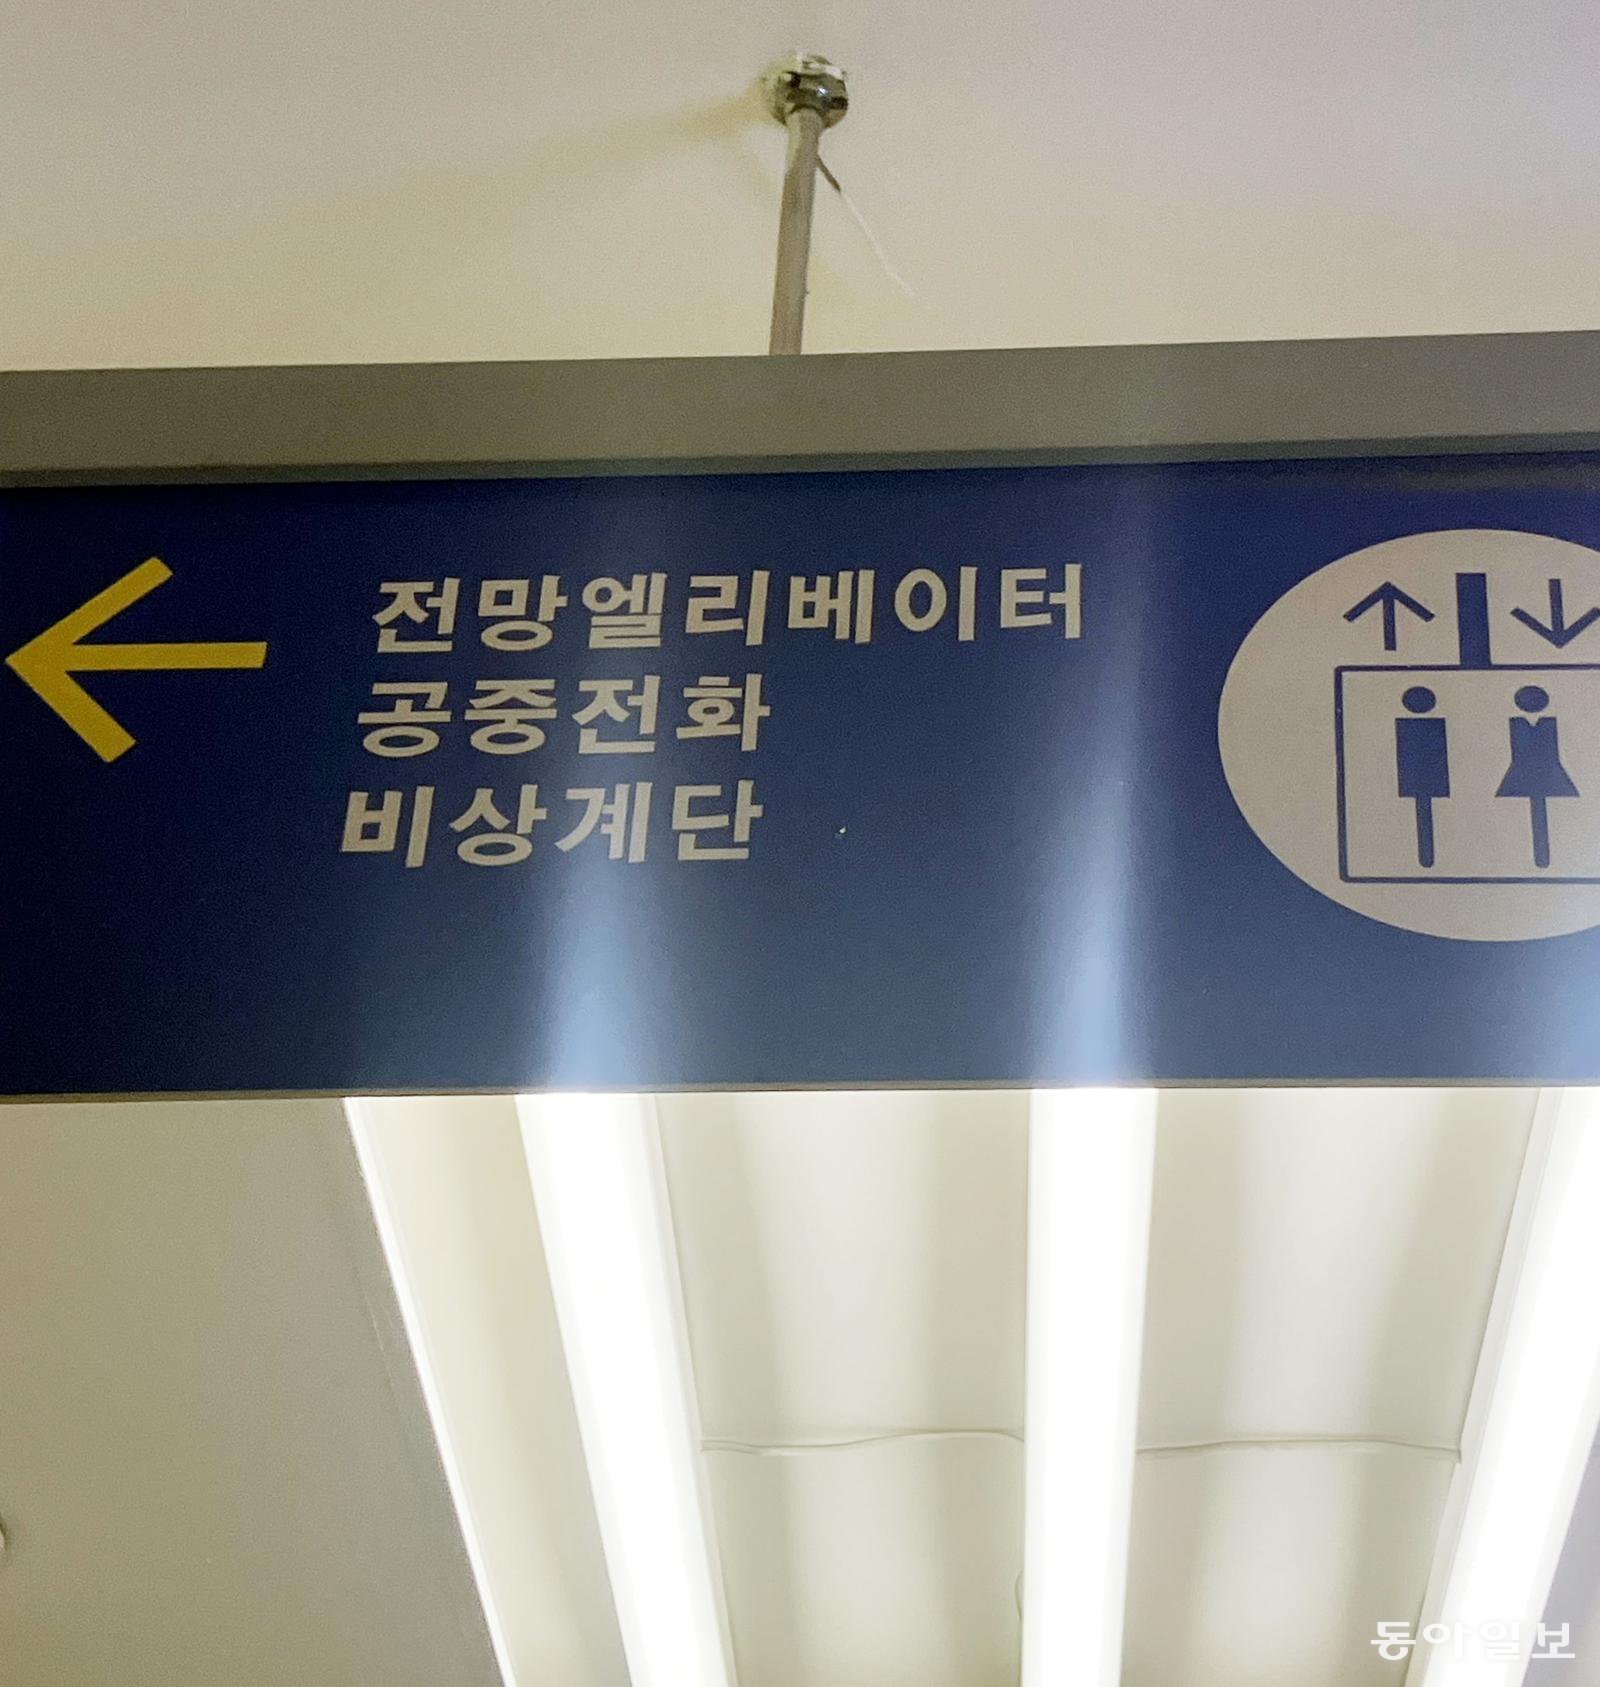 전망엘리베이터
공중전화
비상계단
동아일보